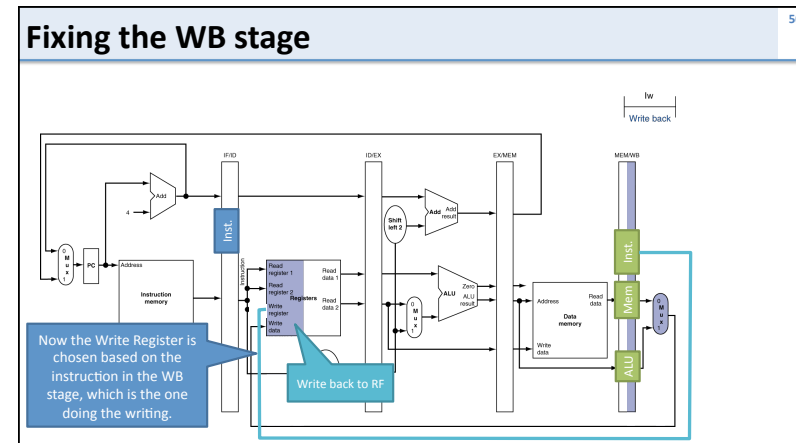 Fixing the WB stage
lw
Write back
IF/ID
ID/EX
EX/MEM
MEM/WB
Add
4
Shift
left 2
Add Add
result
0
M
u
x
1
PC
Address
Instruction
memory
Inst.
Instruction
Read
register 1
Read
register 2
Write
register
Write
data
Registers
Read
data 1
Read
data 2
0
M
u
x
1
Zero
ALU
ALU
result
Address
Read
data
Data
memory
Write
data
Inst.
Mem
ALU
0
M
u
x
1
Now the Write Register is
chosen based on the
instruction in the WB
stage, which is the one
doing the writing.
Write back to RF